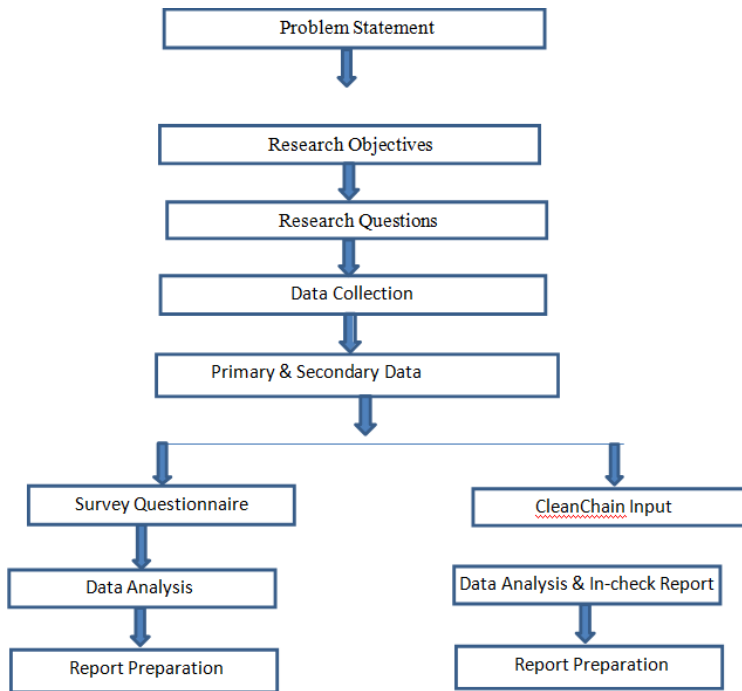 Problem Statement
Research Objectives
Research Questions
Data Collection
Primary & Secondary Data
Survey Questionnaire
CleanChain Input
Data Analysis
Data Analysis & In-check Report
Report Preparation
Report Preparation